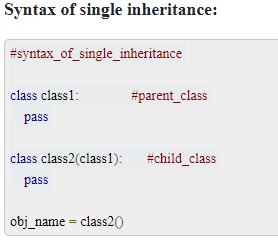 Syntax of single inheritance:
#syntax_of_single_inheritance
class class1: #parent_class
pass
class class2(class1): #child_class
pass
obj_name = class2()